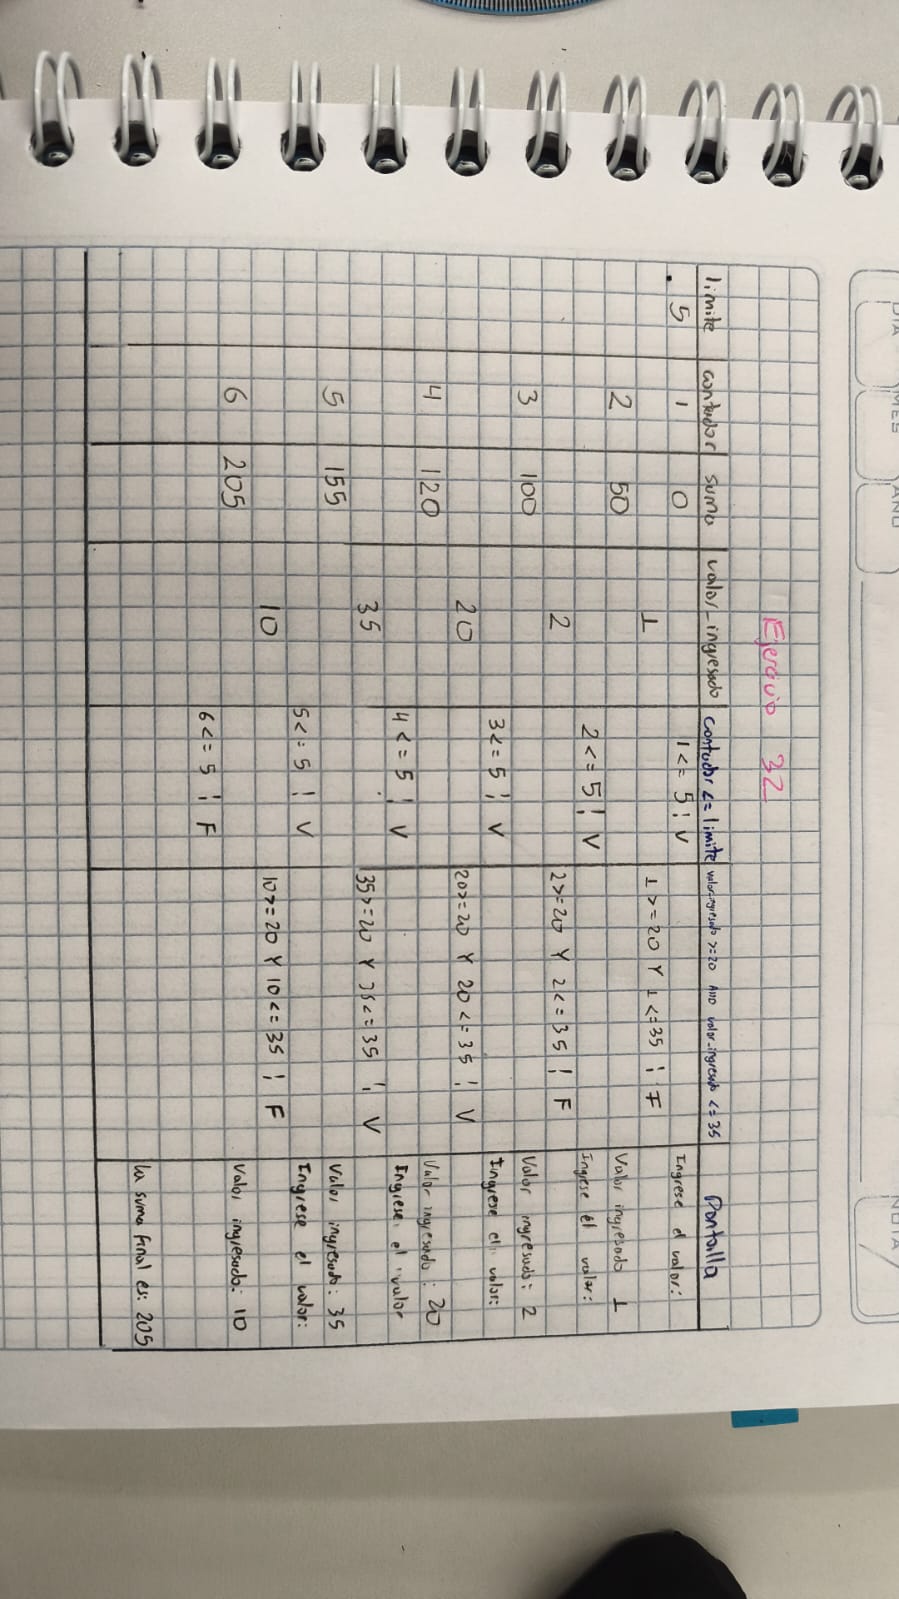 DIA MES AÑO NOTA
Ejercicio 32
limite contador suma valor_ingresado contador <= limite valor_ingresado >=20 AND valor_ingresado <= 35 Pantalla
5 1 0 1 <= 5 ¦ V Ingrese el valor:
1 1 >= 20 Y 1 <= 35 ¦ F
2 50 Valor ingresado 1
2 <= 5 ¦ V Ingrese el valor:
2 2 >= 20 Y 2 <= 35 ¦ F
3 100 Valor ingresado: 2
3 <= 5 ¦ V Ingrese el valor:
20 20 >= 20 Y 20 <= 35 ¦ V
4 120 Valor ingresado: 20
4 <= 5 ¦ V Ingrese el valor
35 35 >= 20 Y 35 <= 35 ¦ V
5 155 Valor ingresado: 35
5 <= 5 ¦ V Ingrese el valor:
10 10 >= 20 Y 10 <= 35 ¦ F
6 205 Valor ingresado: 10
6 <= 5 ¦ F
la suma final es: 205